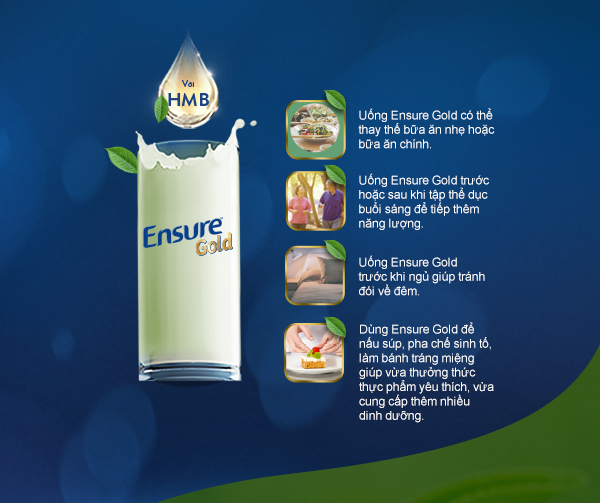 Với
HMB
Ensure
Gold
Uống Ensure Gold có thể
thay thế bữa ăn nhẹ hoặc
bữa ăn chính.
Uống Ensure Gold trước
hoặc sau khi tập thể dục
buổi sáng để tiếp thêm
năng lượng.
Uống Ensure Gold
trước khi ngủ giúp tránh
đói về đêm.
Dùng Ensure Gold để
nấu súp, pha chế sinh tố,
làm bánh tráng miệng
giúp vừa thưởng thức
thực phẩm yêu thích, vừa
cung cấp thêm nhiều
dinh dưỡng.